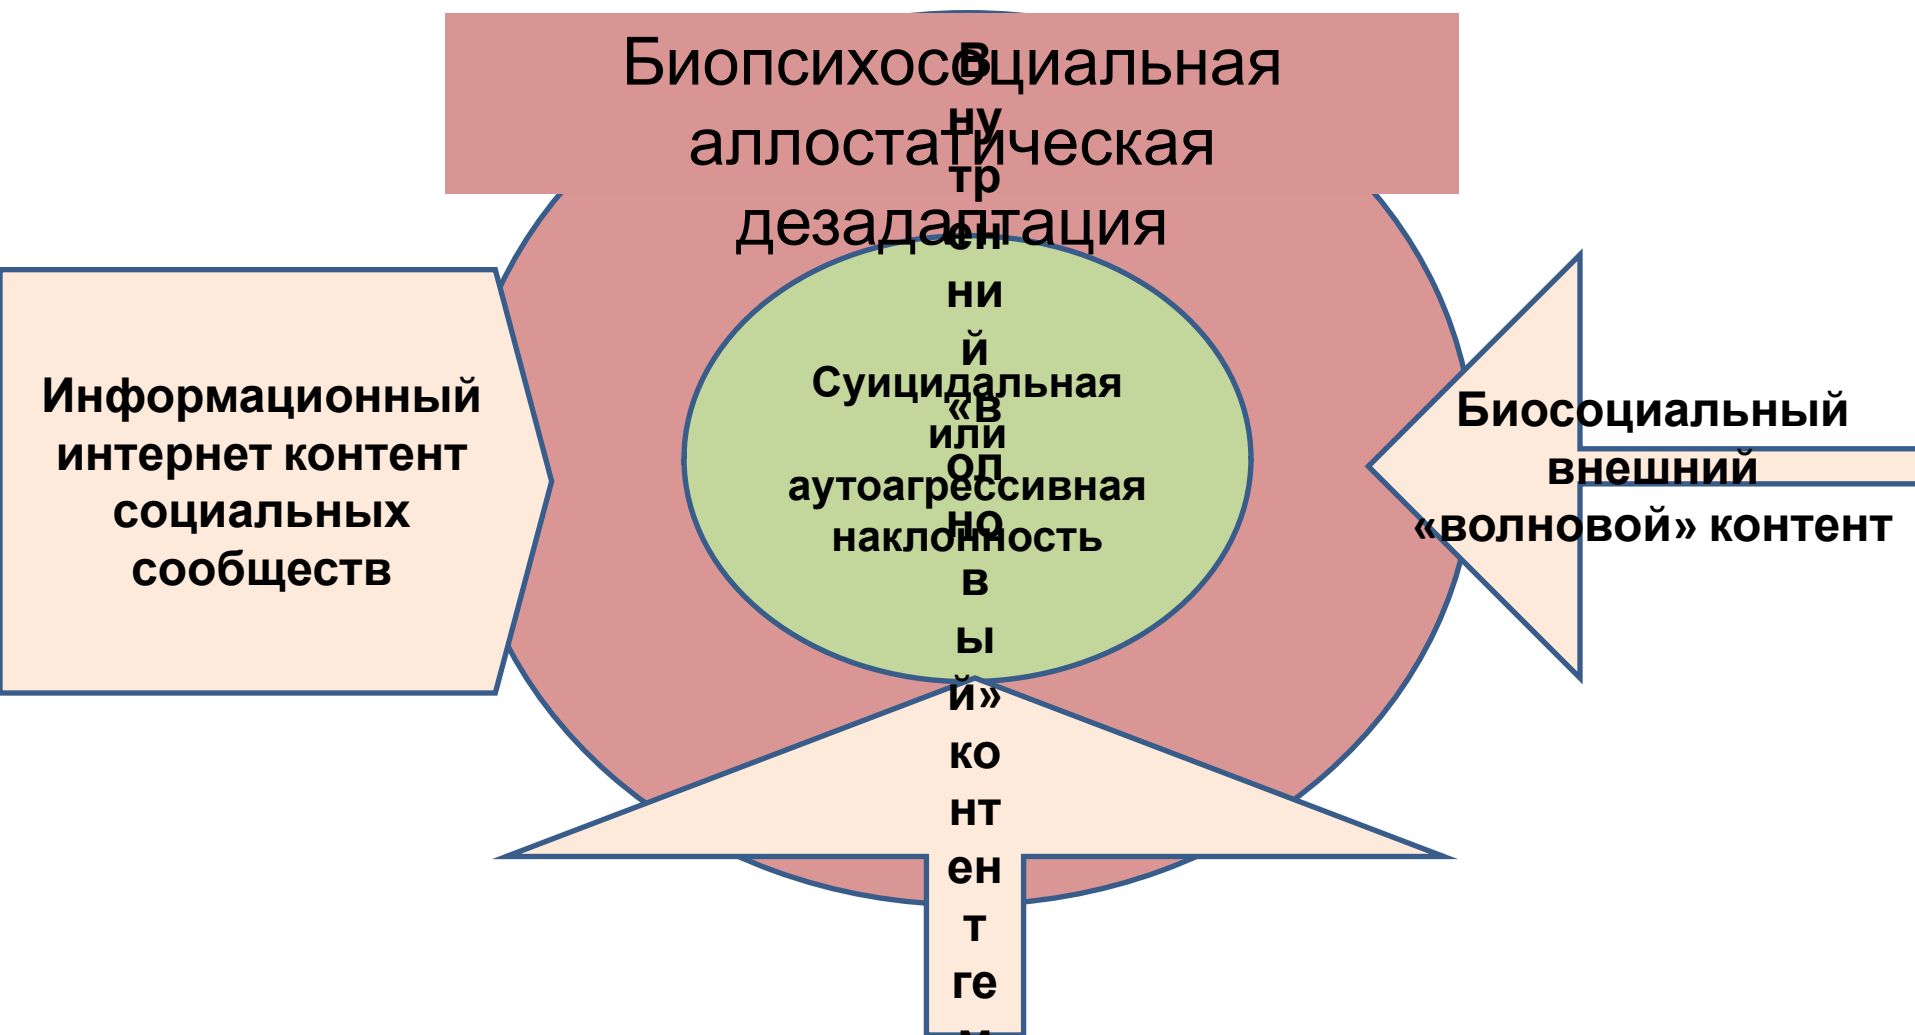 Биопсихосоциальная
аллостатическая
дезадаптация
Информационный
интернет контент
социальных
сообществ
Суицидальная
или
аутоагрессивная
наклонность
Биосоциальный
внешний
«волновой» контент
В
ну
тр
ен
ни
й
«в
ол
но
в
ы
й»
ко
нт
ен
т
ге